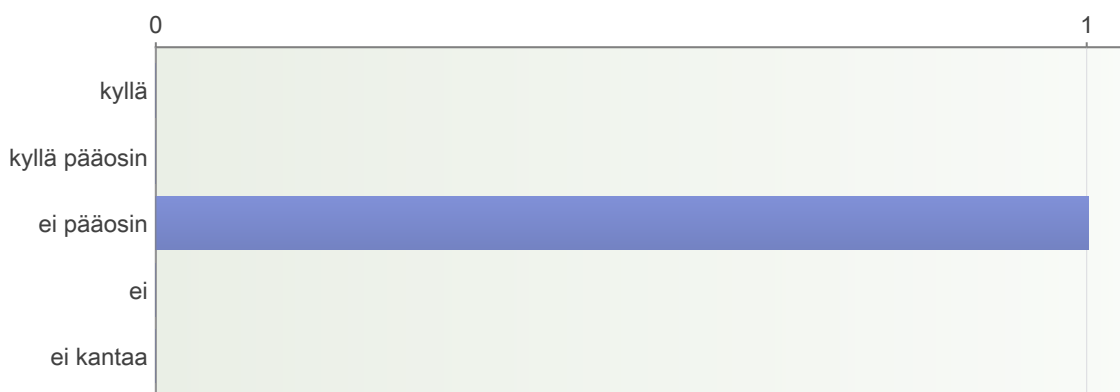 0 1
kyllä
kyllä pääosin
ei pääosin
ei
ei kantaa